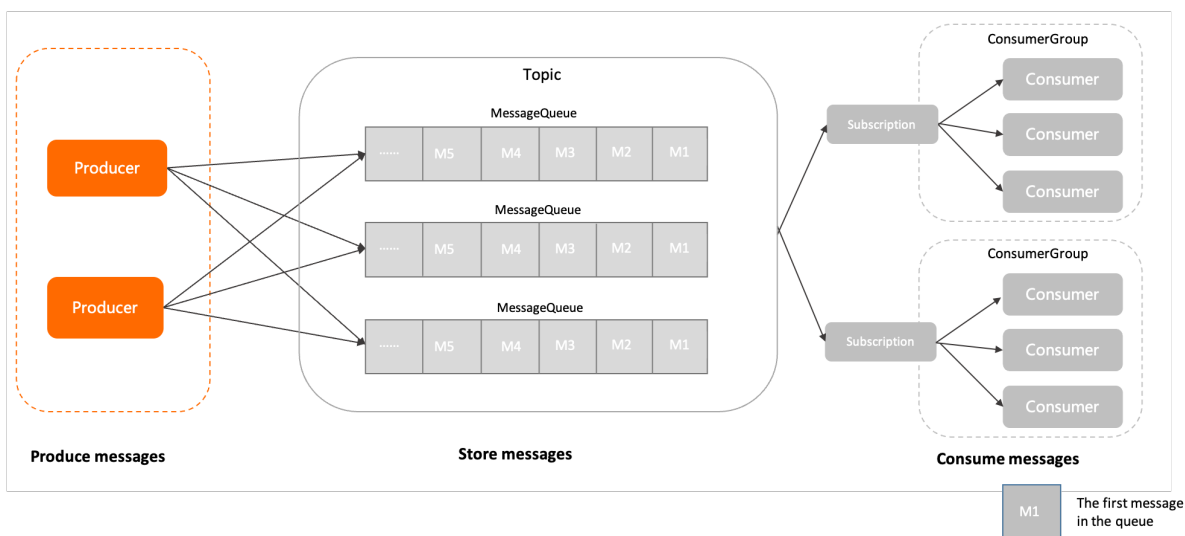 Producer
Producer
Produce messages
Topic
MessageQueue
...... M5 M4 M3 M2 M1
MessageQueue
...... M5 M4 M3 M2 M1
MessageQueue
...... M5 M4 M3 M2 M1
Store messages
Subscription
ConsumerGroup
Consumer
Consumer
Consumer
Subscription
ConsumerGroup
Consumer
Consumer
Consumer
Consume messages
M1
The first message
in the queue